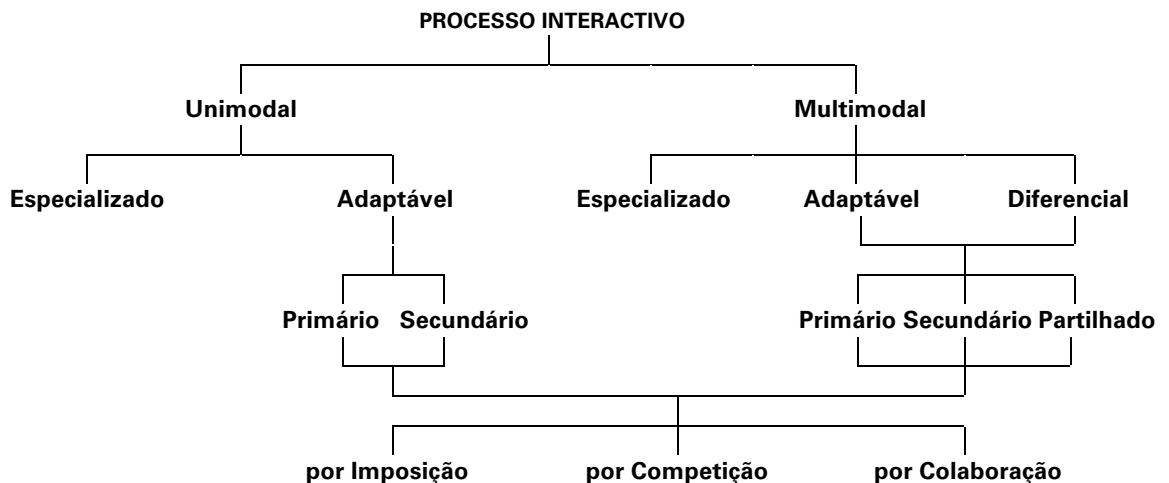 PROCESSO INTERACTIVO
Unimodal Multimodal
Especializado Adaptável Especializado Adaptável Diferencial
Primário Secundário Primário Secundário Partilhado
por Imposição por Competição por Colaboração